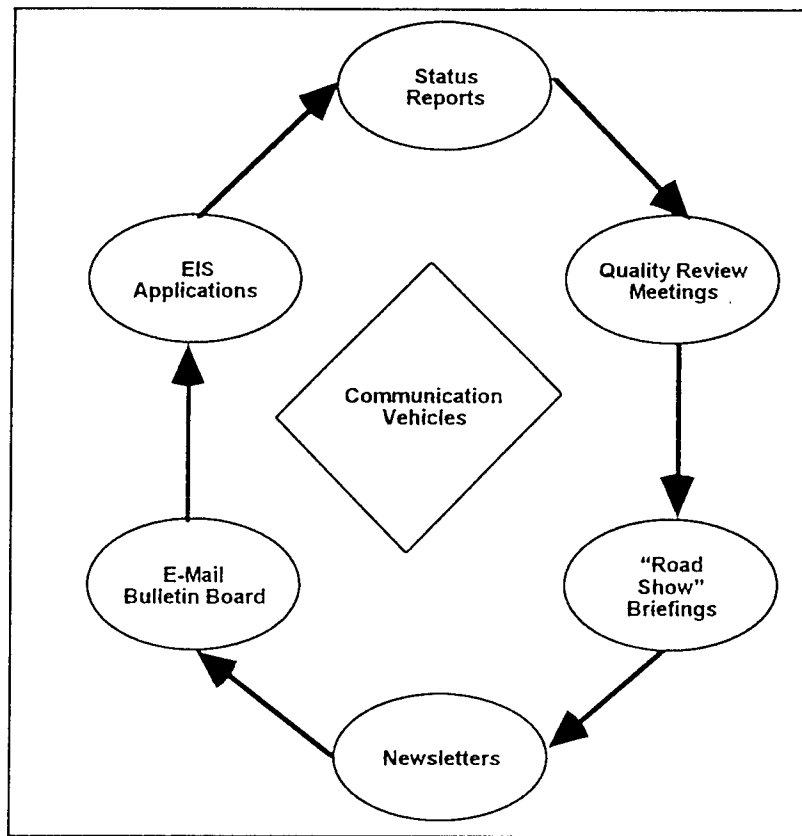 Status
Reports
EIS
Applications
Quality Review
Meetings
Communication
Vehicles
E-Mail
Bulletin Board
“Road
Show”
Briefings
Newsletters